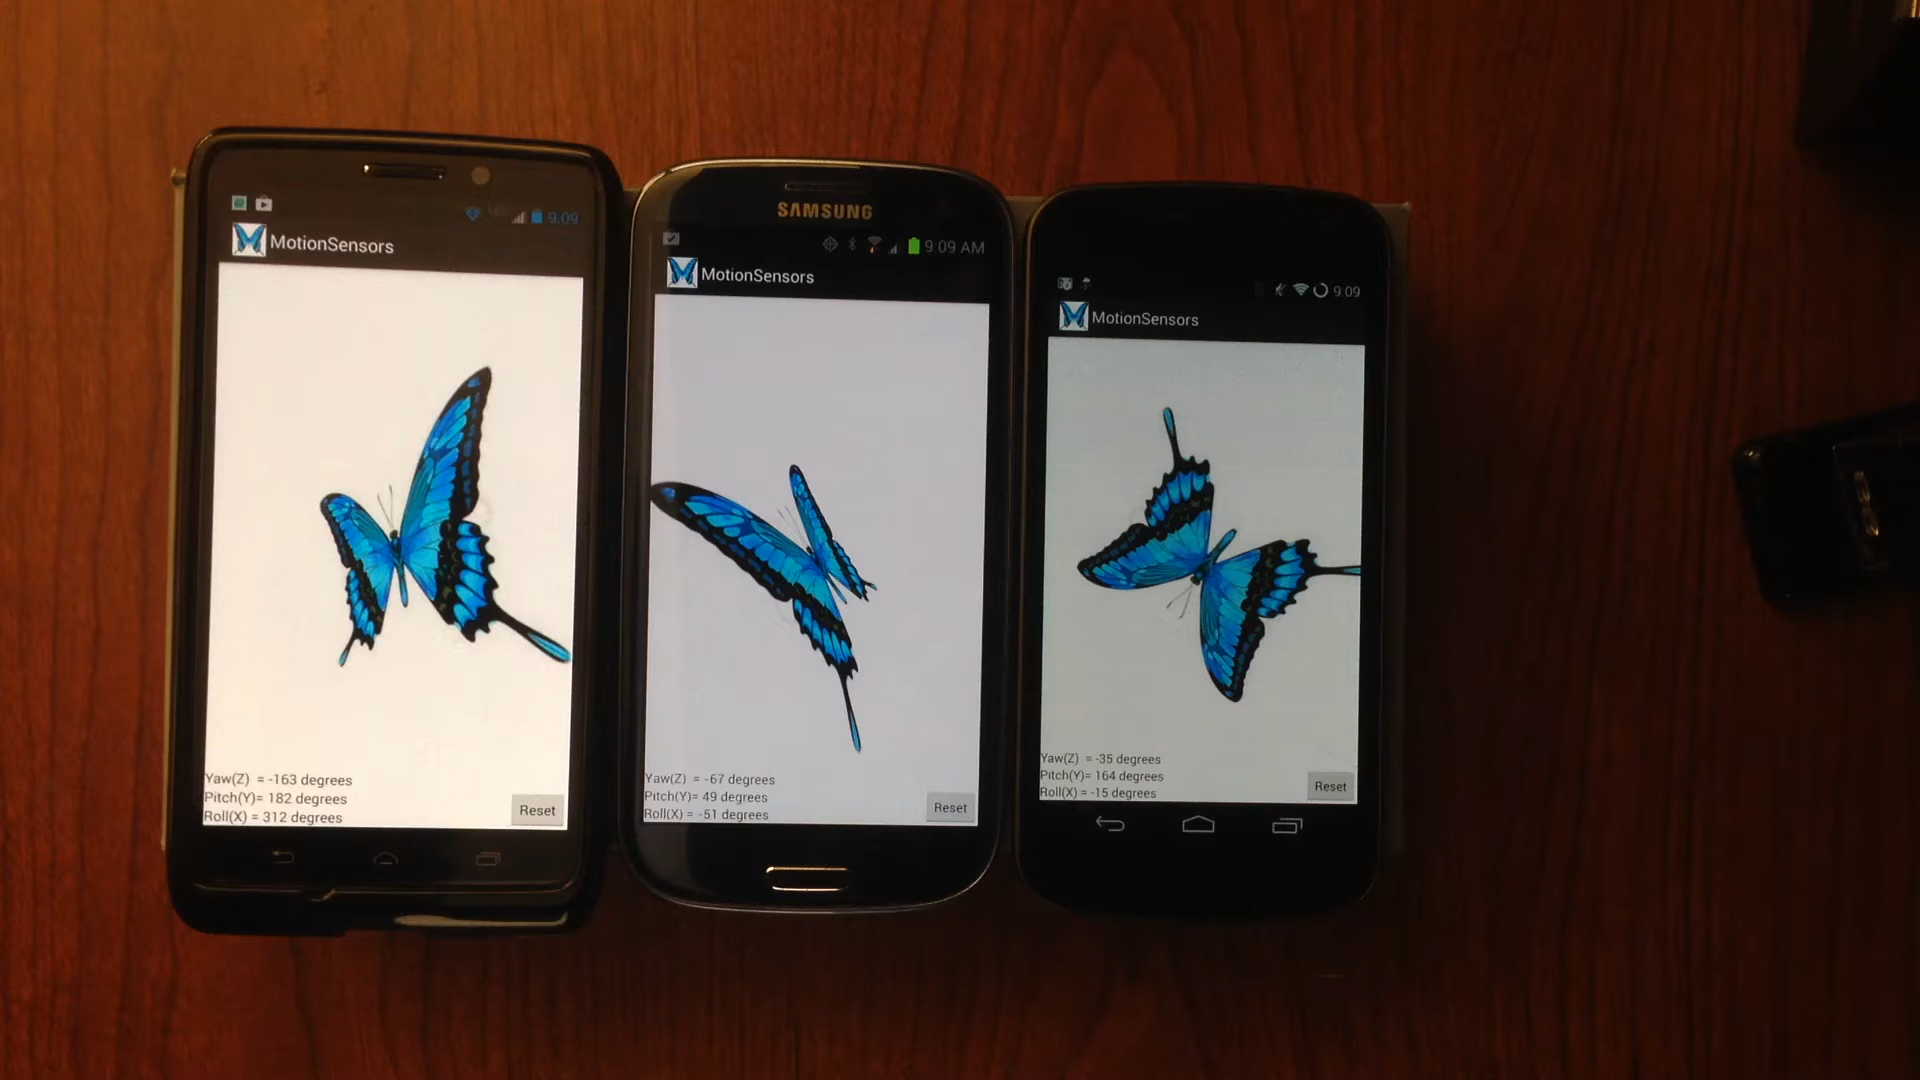 9:09
MotionSensors
Yaw(Z) = -163 degrees
Pitch(Y)= 182 degrees
Roll(X) = 312 degrees
Reset
SAMSUNG
9:09 AM
MotionSensors
Yaw(Z) = -67 degrees
Pitch(Y)= 49 degrees
Roll(X) = -51 degrees
Reset
9:09
MotionSensors
Yaw(Z) = -35 degrees
Pitch(Y)= 164 degrees
Roll(X) = -15 degrees
Reset